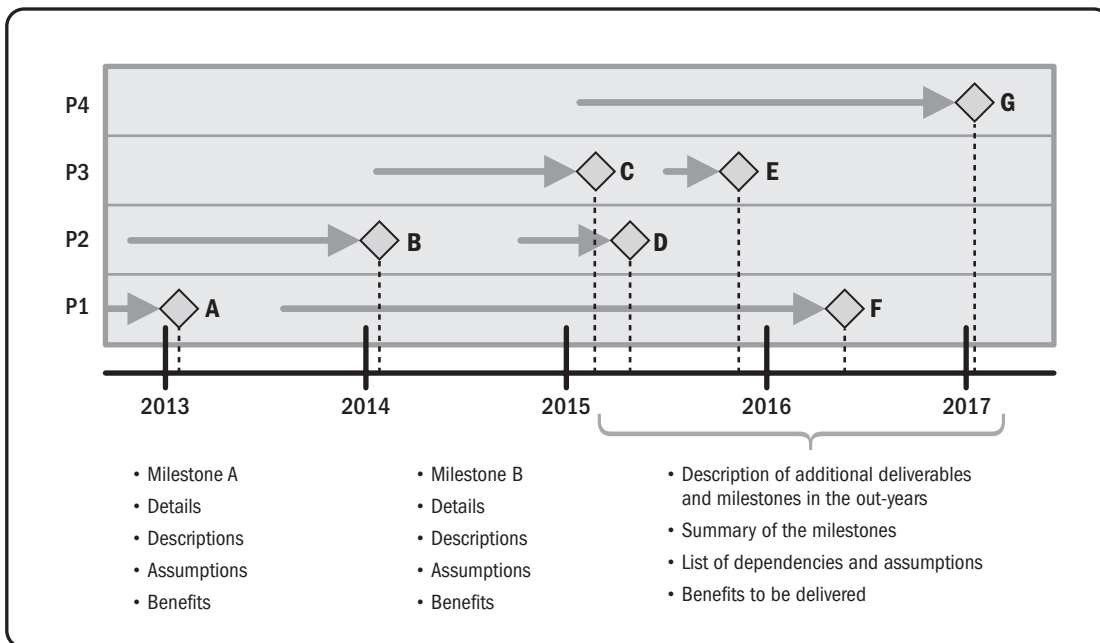 P4
G
P3
C
E
P2
B
D
P1
A
F
2013
2014
2015
2016
2017
• Milestone A
• Details
• Descriptions
• Assumptions
• Benefits
• Milestone B
• Details
• Descriptions
• Assumptions
• Benefits
• Description of additional deliverables
and milestones in the out-years
• Summary of the milestones
• List of dependencies and assumptions
• Benefits to be delivered